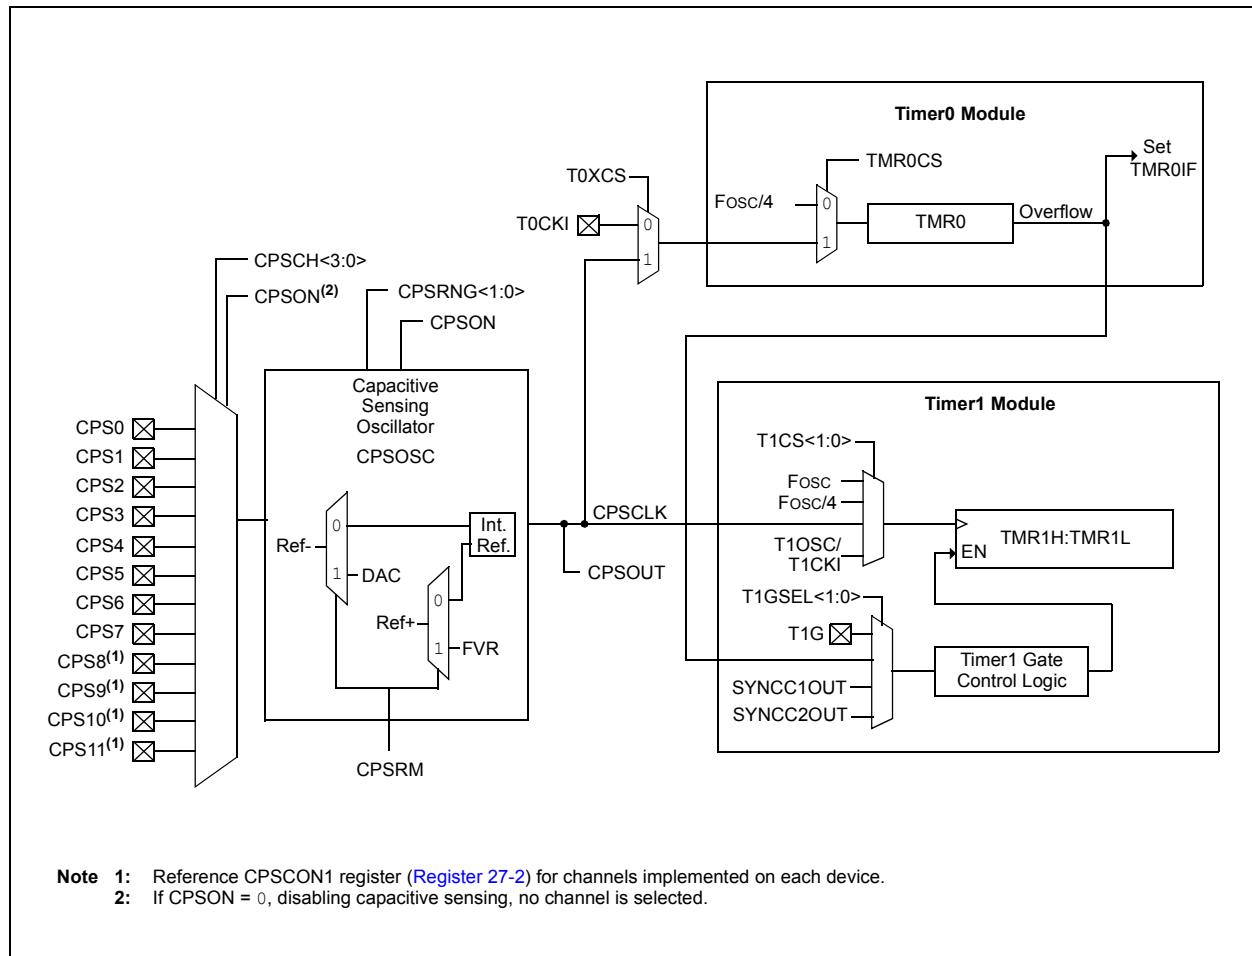 Timer0 Module
Set
TMR0IF
TMR0CS
T0XCS
FOSC/4
0
1
TMR0
Overflow
T0CKI
0
1
CPSCH<3:0>
CPSON(2)
CPSRNG<1:0>
CPSON
Capacitive
Sensing
Oscillator
CPSOSC
Timer1 Module
T1CS<1:0>
CPS0
CPS1
CPS2
CPS3
CPS4
CPS5
CPS6
CPS7
CPS8(1)
CPS9(1)
CPS10(1)
CPS11(1)
0
1
Ref-
DAC
Int.
Ref.
0
1
Ref+
FVR
CPSRM
CPSCLK
CPSOUT
FOSC
FOSC/4
T1OSC/
T1CKI
TMR1H:TMR1L
EN
T1GSEL<1:0>
T1G
SYNCC1OUT
SYNCC2OUT
Timer1 Gate
Control Logic
Note 1: Reference CPSCON1 register (Register 27-2) for channels implemented on each device.
2: If CPSON = 0, disabling capacitive sensing, no channel is selected.